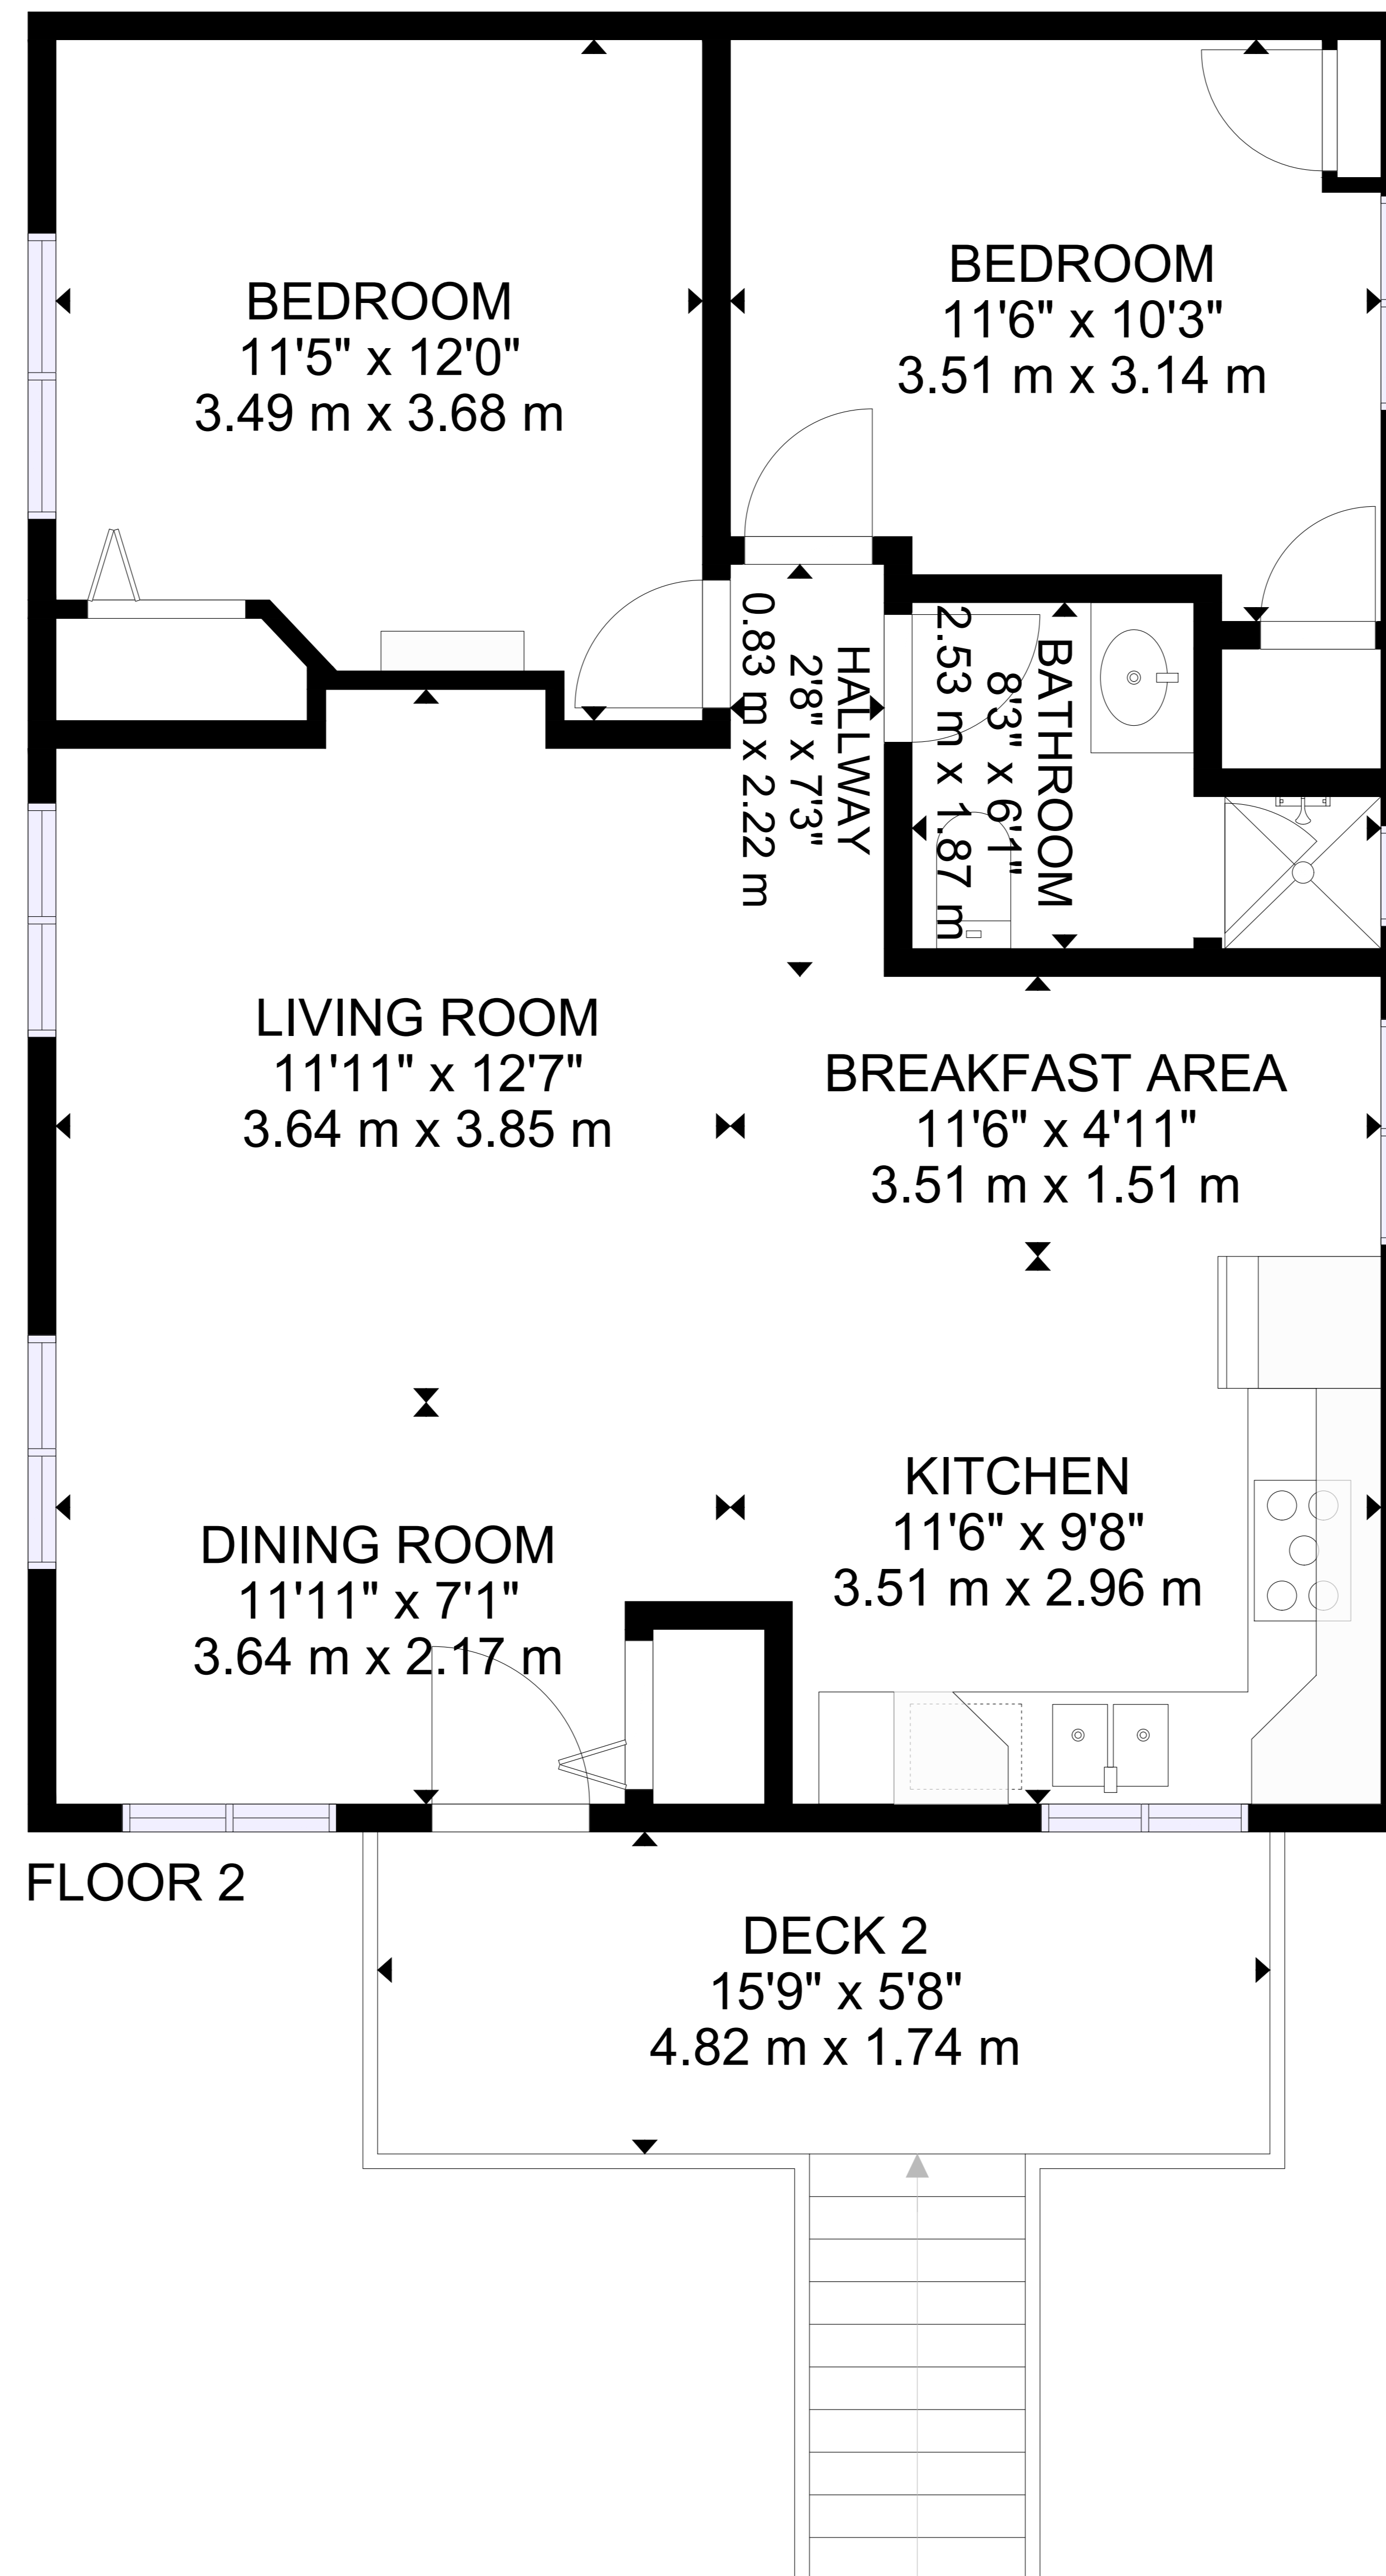 BEDROOM
11'5" x 12'0"
3.49 m x 3.68 m
BEDROOM
11'6" x 10'3"
3.51 m x 3.14 m
HALLWAY
2'8" x 7'3"
0.83 m x 2.22 m
BATHROOM
8'3" x 6'1"
2.53 m x 1.87 m
LIVING ROOM
11'11" x 12'7"
3.64 m x 3.85 m
BREAKFAST AREA
11'6" x 4'11"
3.51 m x 1.51 m
KITCHEN
11'6" x 9'8"
3.51 m x 2.96 m
DINING ROOM
11'11" x 7'1"
3.64 m x 2.17 m
FLOOR 2
DECK 2
15'9" x 5'8"
4.82 m x 1.74 m